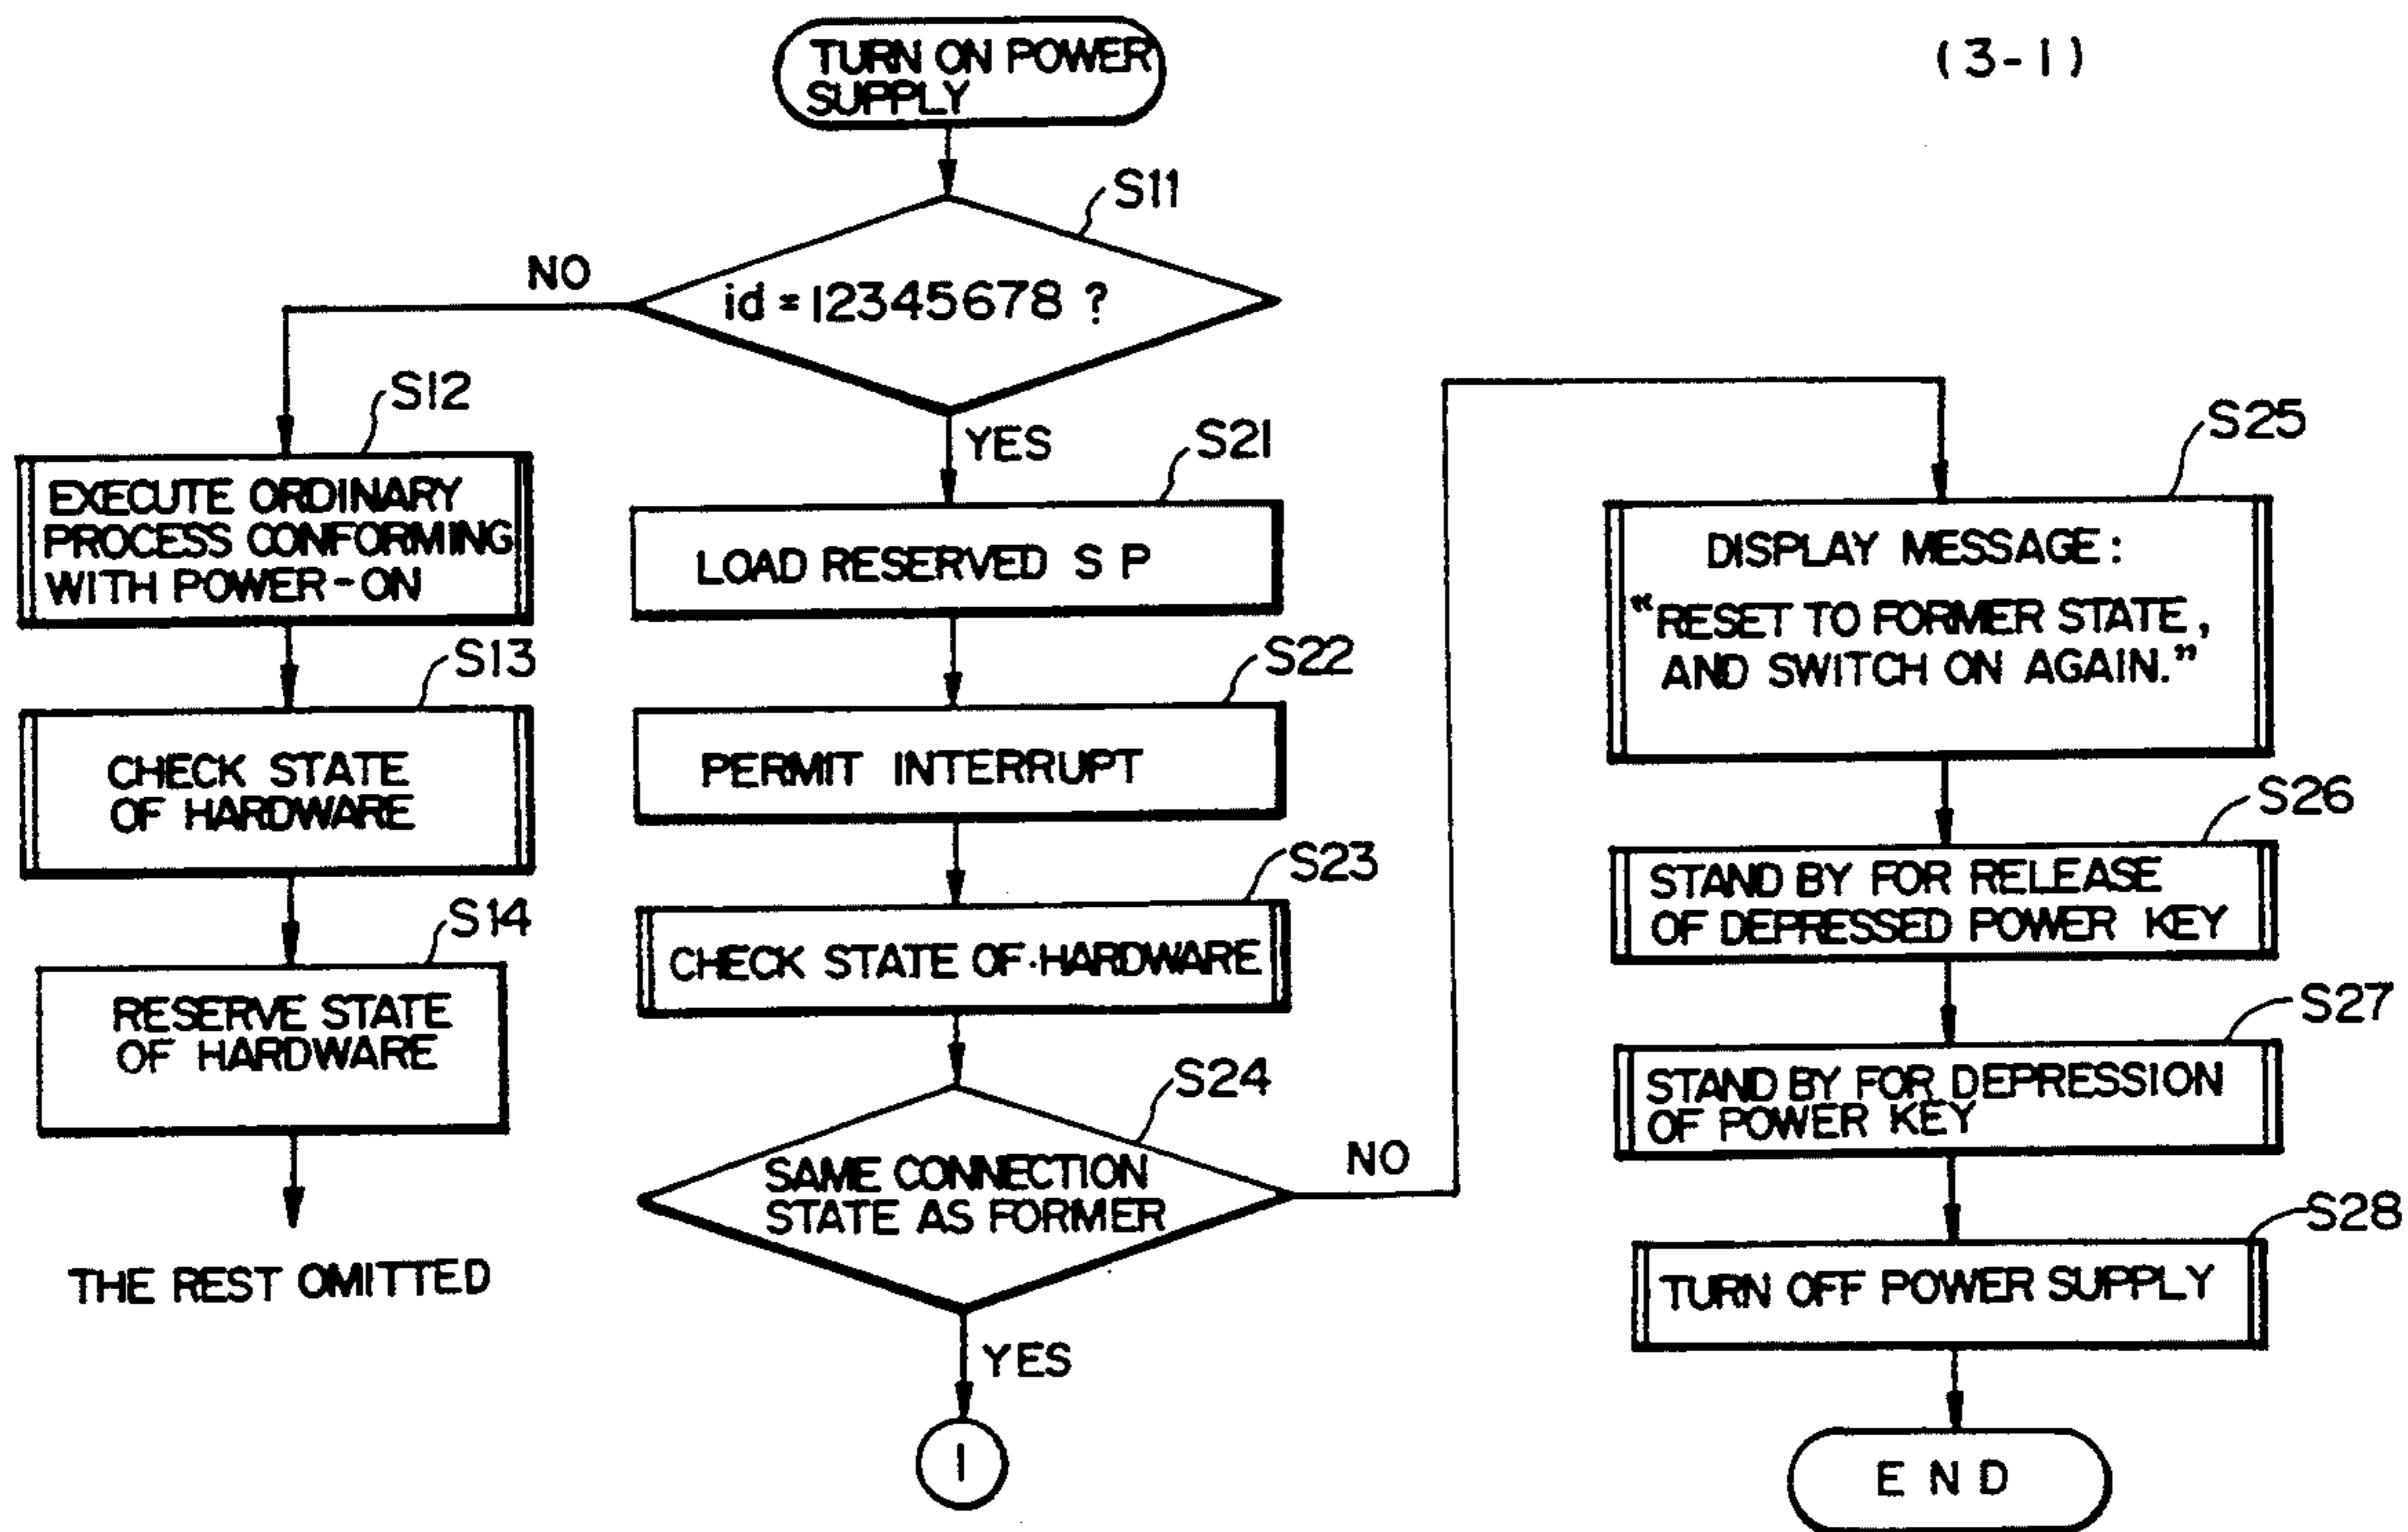 (3-1)
TURN ON POWER
SUPPLY
S11
id = 12345678 ?
NO
YES
S12
EXECUTE ORDINARY
PROCESS CONFORMING
WITH POWER-ON
S13
CHECK STATE
OF HARDWARE
S14
RESERVE STATE
OF HARDWARE
THE REST OMITTED
S21
LOAD RESERVED S P
S22
PERMIT INTERRUPT
S23
CHECK STATE OF HARDWARE
S24
SAME CONNECTION
STATE AS FORMER
NO
YES
1
S25
DISPLAY MESSAGE:
"RESET TO FORMER STATE,
AND SWITCH ON AGAIN."
S26
STAND BY FOR RELEASE
OF DEPRESSED POWER KEY
S27
STAND BY FOR DEPRESSION
OF POWER KEY
S28
TURN OFF POWER SUPPLY
END